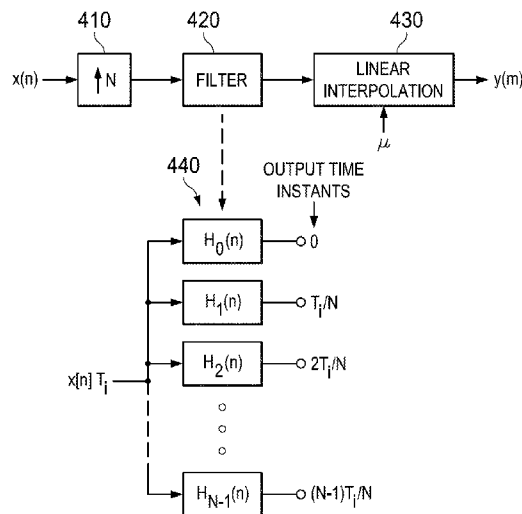 410 420 430
x(n) ↑N FILTER LINEAR INTERPOLATION y(m)
μ
440
OUTPUT TIME INSTANTS
H₀(n) 0
H₁(n) Tᵢ/N
H₂(n) 2Tᵢ/N
x[n] Tᵢ
H_{N-1}(n) (N-1)Tᵢ/N